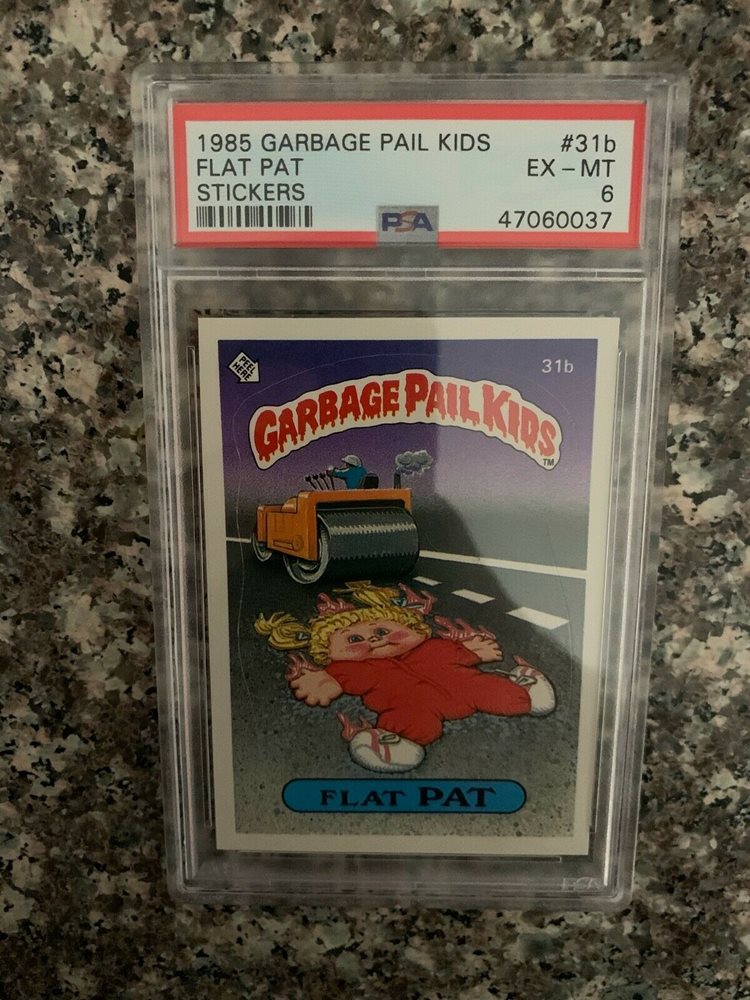 1985 GARBAGE PAIL KIDS #31b
FLAT PAT EX - MT
STICKERS 6
PSA 47060037
PEEL HERE
31b
GARBAGE PAIL KIDS
TM
FLAT PAT
PSA